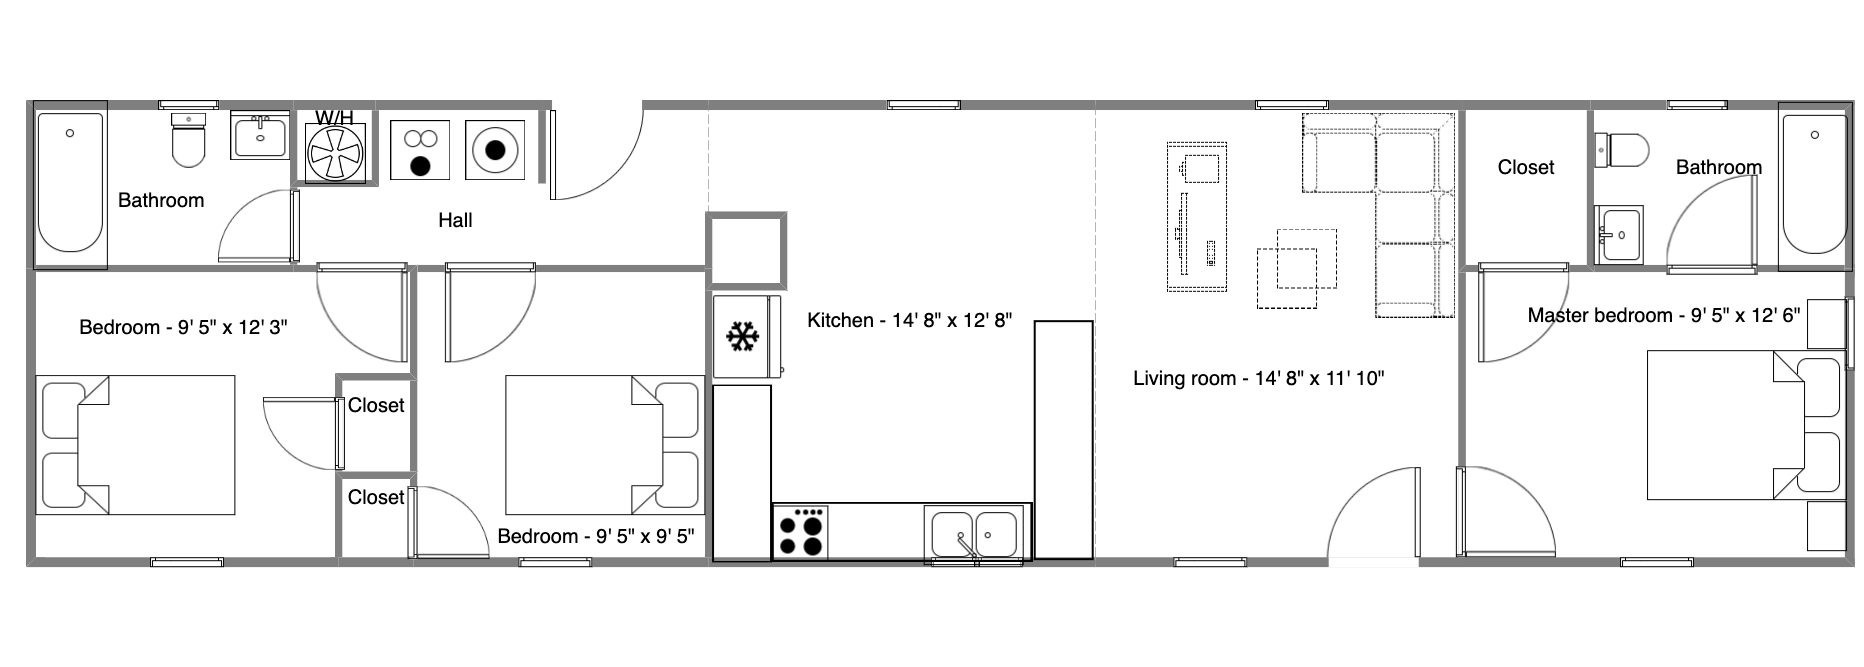 W/H
Closet
Bathroom
Bathroom
Hall
Master bedroom - 9' 5" x 12' 6"
Bedroom - 9' 5" x 12' 3"
Kitchen - 14' 8" x 12' 8"
Living room - 14' 8" x 11' 10"
Closet
Closet
Bedroom - 9' 5" x 9' 5"